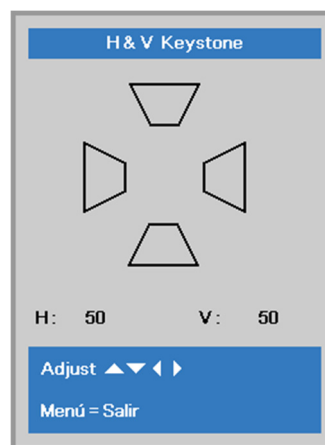 H & V Keystone
H: 50 V: 50
Adjust ▲▼◀▶
Menú = Salir